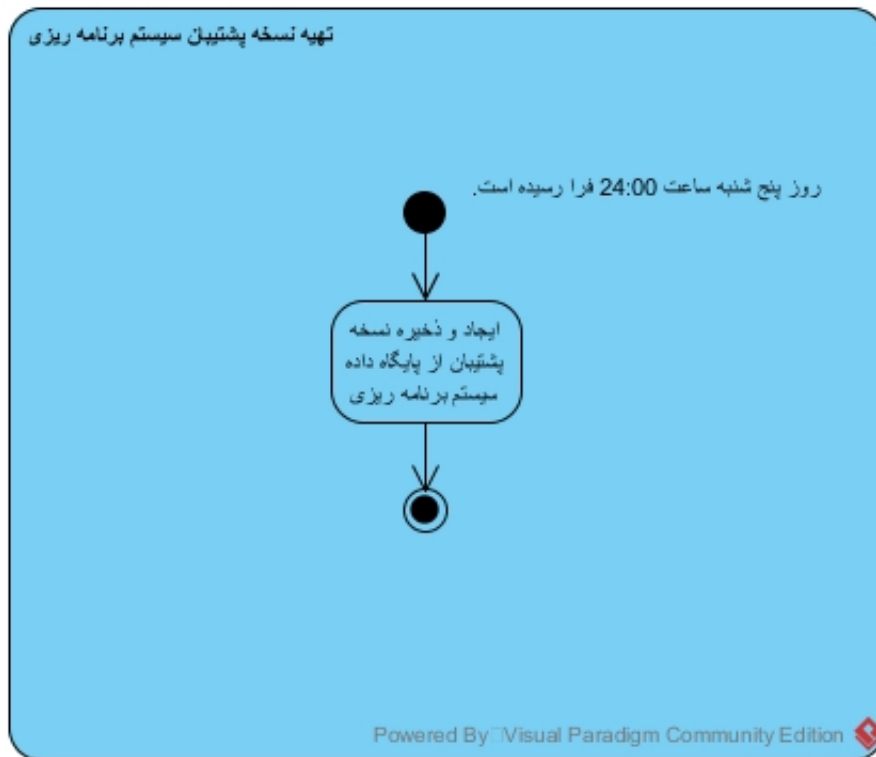 تهیه نسخه پشتیبان سیستم برنامه ریزی
روز پنج شنبه ساعت 24:00 فرا رسیده است.
ایجاد و ذخیره نسخه
پشتیبان از پایگاه داده
سیستم برنامه ریزی
Powered By Visual Paradigm Community Edition